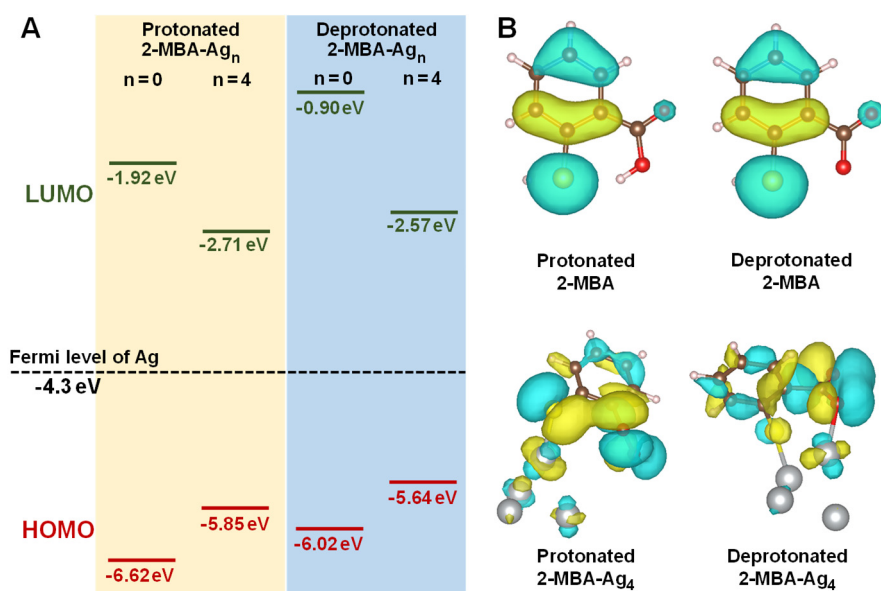 A
Protonated
2-MBA-Agn
n=0
n=4
Deprotonated
2-MBA-Agn
n=0
n=4
-0.90 eV
-1.92 eV
LUMO
-2.71 eV
-2.57 eV
Fermi level of Ag
-4.3 eV
-5.64 eV
-5.85 eV
HOMO
-6.02 eV
-6.62 eV
B
Protonated
2-MBA
Deprotonated
2-MBA
Protonated
2-MBA-Ag4
Deprotonated
2-MBA-Ag4